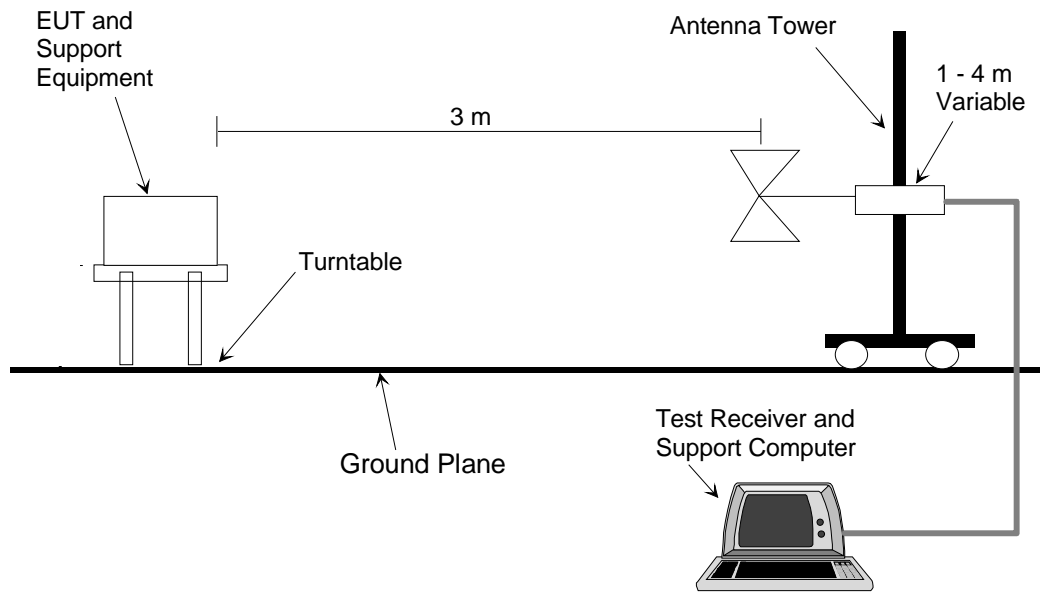 EUT and
Support
Equipment
Antenna Tower
1 - 4 m
Variable
3 m
Turntable
Ground Plane
Test Receiver and
Support Computer